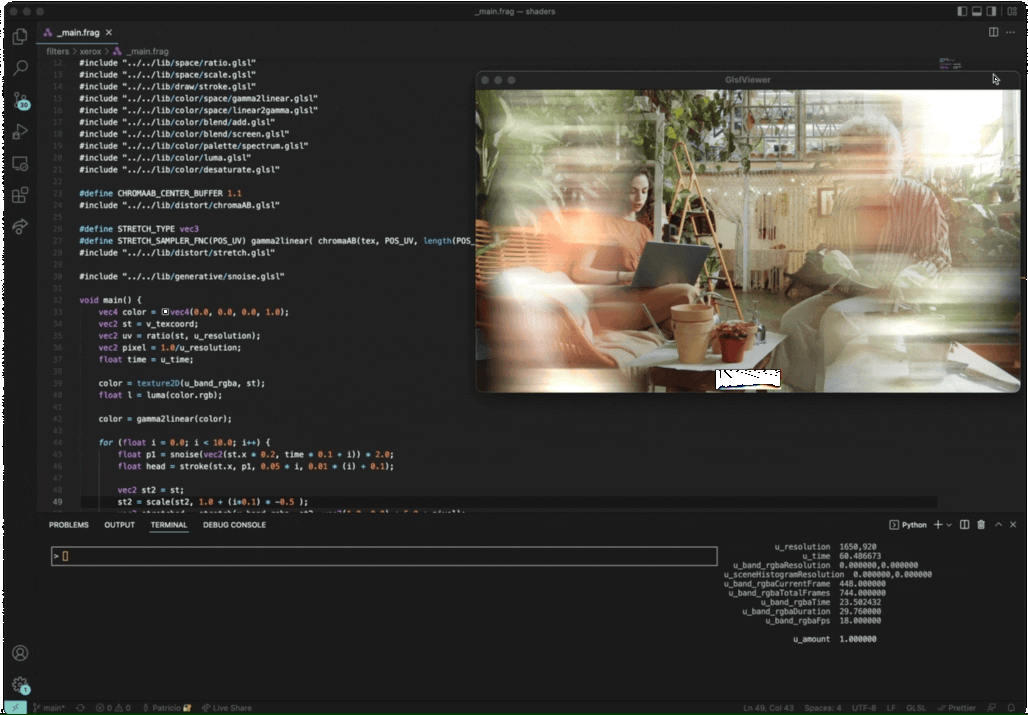 _main.frag — shaders
_main.frag
filters > xerox > _main.frag
12 #include "../../lib/space/ratio.glsl"
13 #include "../../lib/space/scale.glsl"
14 #include "../../lib/draw/stroke.glsl"
15 #include "../../lib/color/space/gamma2linear.glsl"
16 #include "../../lib/color/space/linear2gamma.glsl"
17 #include "../../lib/color/blend/add.glsl"
18 #include "../../lib/color/blend/screen.glsl"
19 #include "../../lib/color/palette/spectrum.glsl"
20 #include "../../lib/color/luma.glsl"
21 #include "../../lib/color/desaturate.glsl"
22
23 #define CHROMAAB_CENTER_BUFFER 1.1
24 #include "../../lib/distort/chromaAB.glsl"
25
26 #define STRETCH_TYPE vec3
27 #define STRETCH_SAMPLER_FNC(POS_UV) gamma2linear( chromaAB(tex, POS_UV, length(POS_
28 #include "../../lib/distort/stretch.glsl"
29
30 #include "../../lib/generative/snoise.glsl"
31
32 void main() {
33 vec4 color = vec4(0.0, 0.0, 0.0, 1.0);
34 vec2 st = v_texcoord;
35 vec2 uv = ratio(st, u_resolution);
36 vec2 pixel = 1.0/u_resolution;
37 float time = u_time;
38
39 color = texture2D(u_band_rgba, st);
40 float l = luma(color.rgb);
41
42 color = gamma2linear(color);
43
44 for (float i = 0.0; i < 10.0; i++) {
45 float p1 = snoise(vec2(st.x * 0.2, time * 0.1 + i)) * 2.0;
46 float head = stroke(st.x, p1, 0.05 * i, 0.01 * (i) + 0.1);
47
48 vec2 st2 = st;
49 st2 = scale(st2, 1.0 + (i*0.1) * -0.5 );
GlslViewer
30
PROBLEMS OUTPUT TERMINAL DEBUG CONSOLE
Python
>
u_resolution 1650,920
u_time 60.486673
u_band_rgbaResolution 0.000000,0.000000
u_sceneHistogramResolution 0.000000,0.000000
u_band_rgbaCurrentFrame 448.000000
u_band_rgbaTotalFrames 744.000000
u_band_rgbaTime 23.502432
u_band_rgbaDuration 29.760000
u_band_rgbaFps 18.000000
u_amount 1.000000
1
main* 0 0 Patricio Live Share
Ln 49, Col 43 Spaces: 4 UTF-8 LF GLSL Prettier